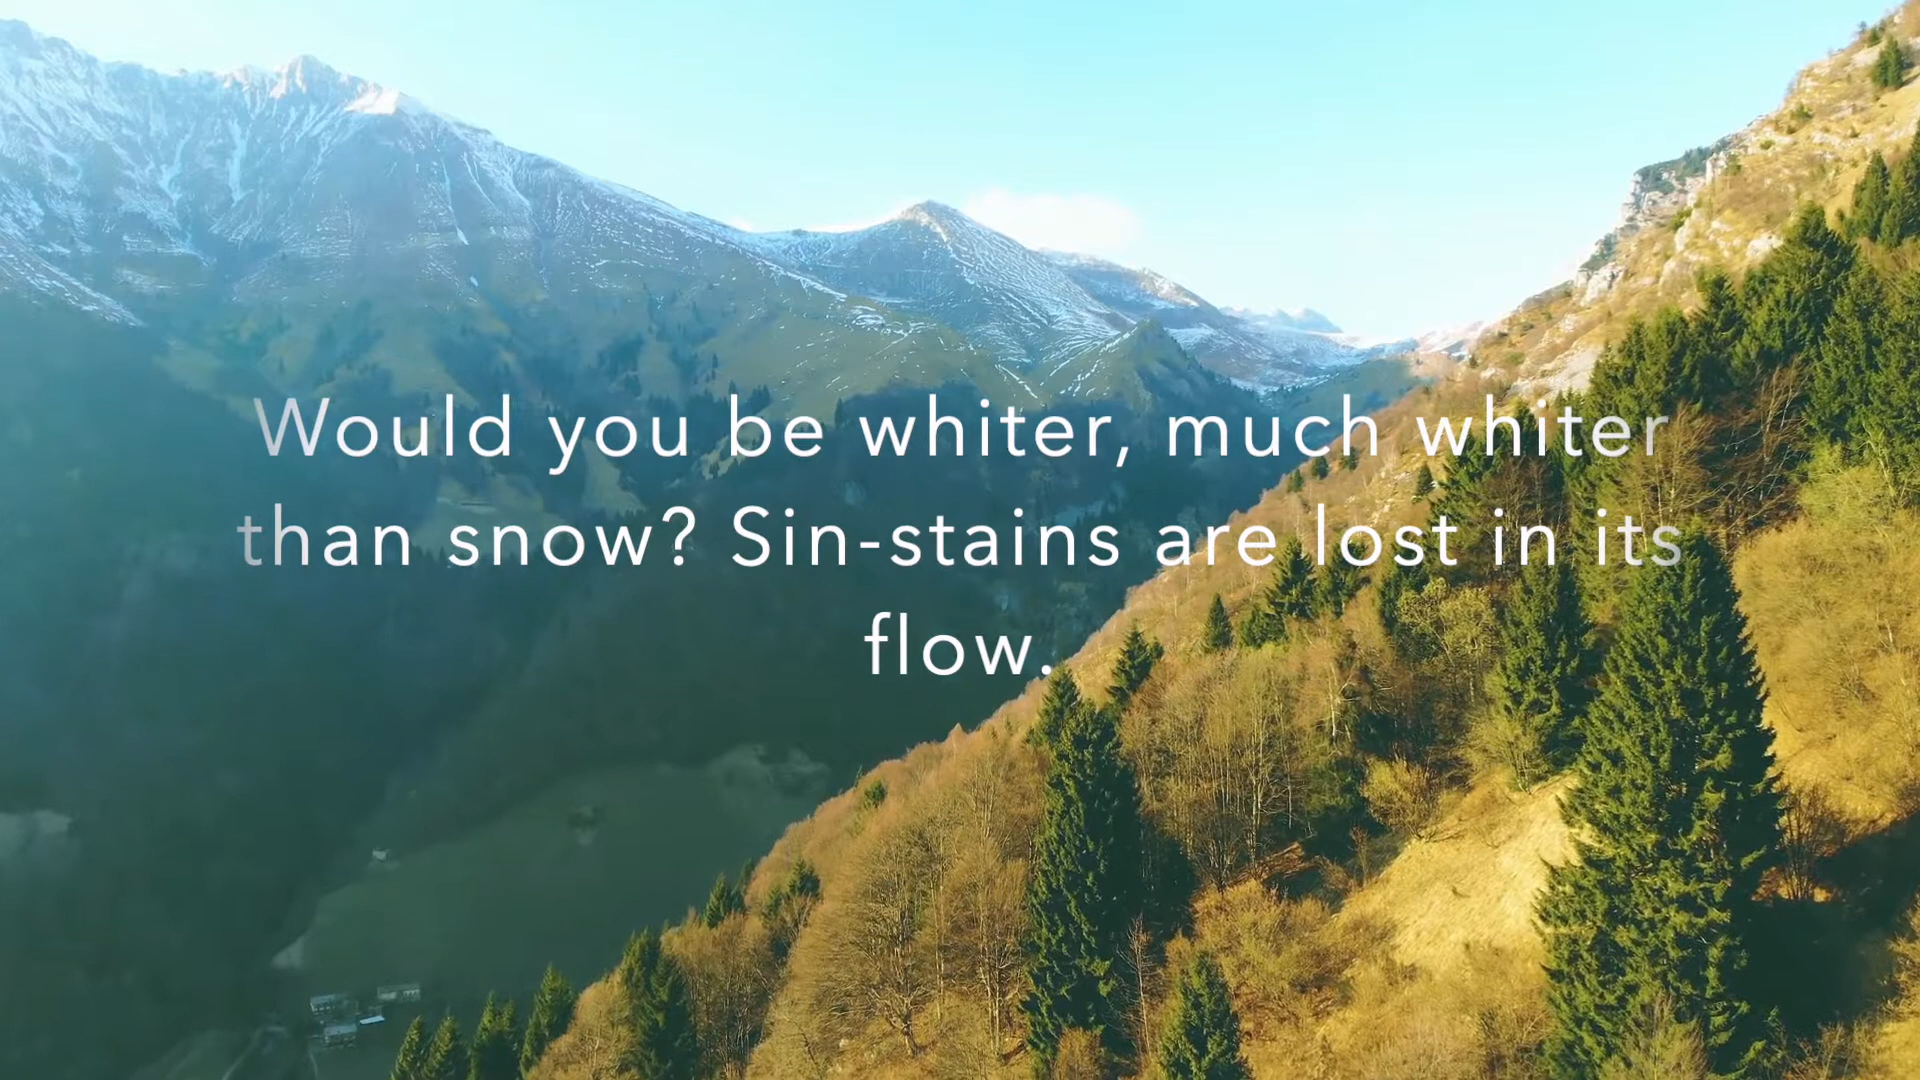 Would you be whiter, much whiter
than snow? Sin-stains are lost in its
flow.